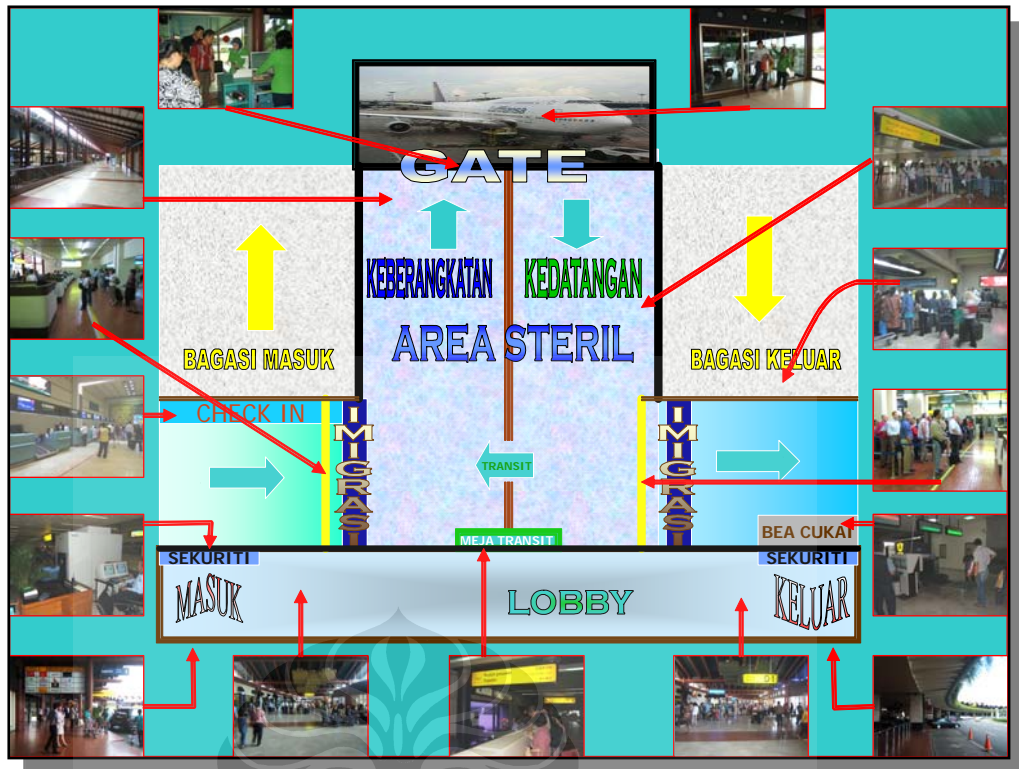 GATE
KEBERANGKATAN
KEDATANGAN
AREA STERIL
BAGASI MASUK
BAGASI KELUAR
CHECK IN
IMIGRASI
IMIGRASI
TRANSIT
MEJA TRANSIT
BEA CUKAI
SEKURITI
SEKURITI
MASUK
LOBBY
KELUAR